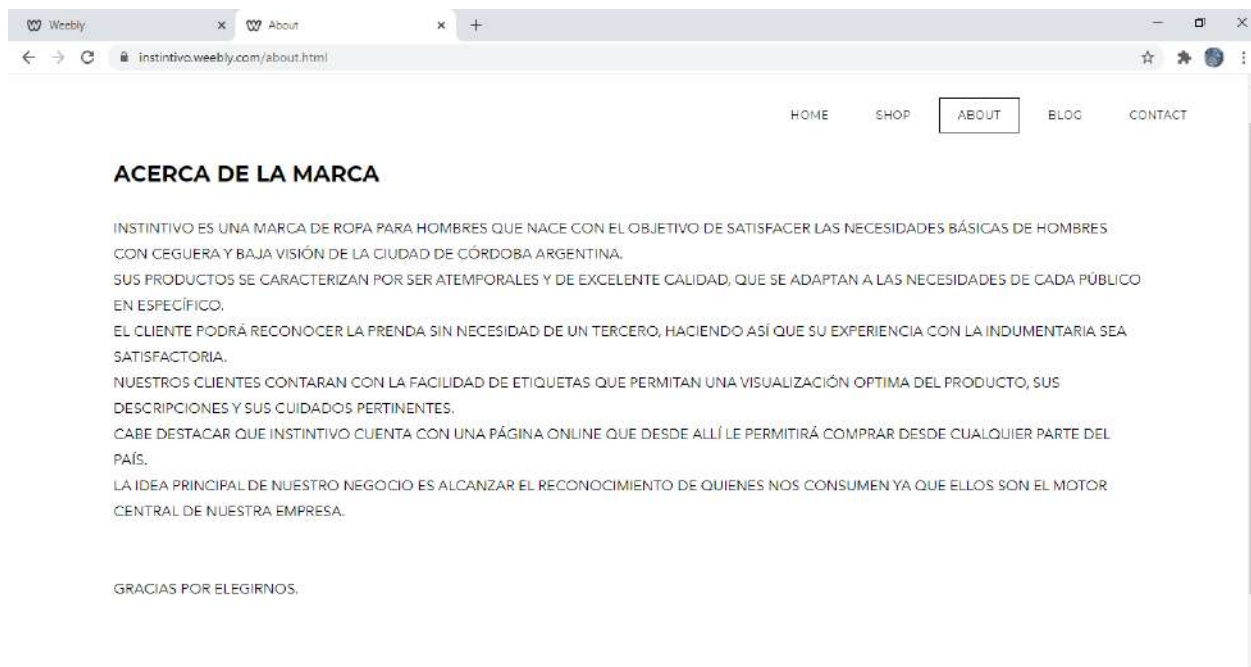 Weebly
About
instintivo.weebly.com/about.html
HOME SHOP ABOUT BLOG CONTACT
ACERCA DE LA MARCA
INSTINTIVO ES UNA MARCA DE ROPA PARA HOMBRES QUE NACE CON EL OBJETIVO DE SATISFACER LAS NECESIDADES BÁSICAS DE HOMBRES
CON CEGUERA Y BAJA VISIÓN DE LA CIUDAD DE CÓRDOBA ARGENTINA.
SUS PRODUCTOS SE CARACTERIZAN POR SER ATEMPORALES Y DE EXCELENTE CALIDAD, QUE SE ADAPTAN A LAS NECESIDADES DE CADA PÚBLICO
EN ESPECÍFICO.
EL CLIENTE PODRÁ RECONOCER LA PRENDA SIN NECESIDAD DE UN TERCERO, HACIENDO ASÍ QUE SU EXPERIENCIA CON LA INDUMENTARIA SEA
SATISFACTORIA.
NUESTROS CLIENTES CONTARAN CON LA FACILIDAD DE ETIQUETAS QUE PERMITAN UNA VISUALIZACIÓN OPTIMA DEL PRODUCTO, SUS
DESCRIPCIONES Y SUS CUIDADOS PERTINENTES.
CABE DESTACAR QUE INSTINTIVO CUENTA CON UNA PÁGINA ONLINE QUE DESDE ALLÍ LE PERMITIRÁ COMPRAR DESDE CUALQUIER PARTE DEL
PAÍS.
LA IDEA PRINCIPAL DE NUESTRO NEGOCIO ES ALCANZAR EL RECONOCIMIENTO DE QUIENES NOS CONSUMEN YA QUE ELLOS SON EL MOTOR
CENTRAL DE NUESTRA EMPRESA.
GRACIAS POR ELEGIRNOS.